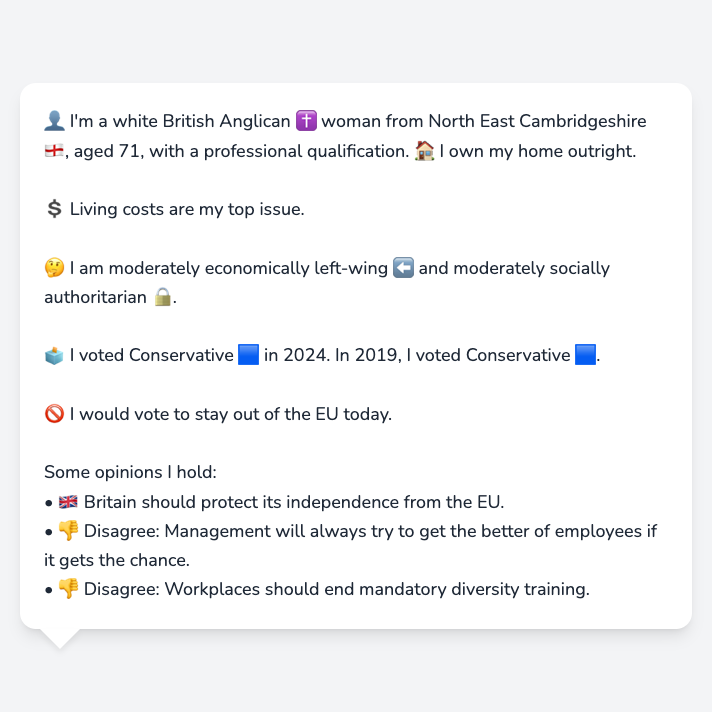 👤 I'm a white British Anglican ✝️ woman from North East Cambridgeshire
🏴󠁧󠁢󠁥󠁮󠁧󠁿, aged 71, with a professional qualification. 🏠 I own my home outright.
💲 Living costs are my top issue.
🤔 I am moderately economically left-wing ⬅️ and moderately socially
authoritarian 🔒.
🗳️ I voted Conservative 🟦 in 2024. In 2019, I voted Conservative 🟦.
🚫 I would vote to stay out of the EU today.
Some opinions I hold:
• 🇬🇧 Britain should protect its independence from the EU.
• 👎 Disagree: Management will always try to get the better of employees if
it gets the chance.
• 👎 Disagree: Workplaces should end mandatory diversity training.